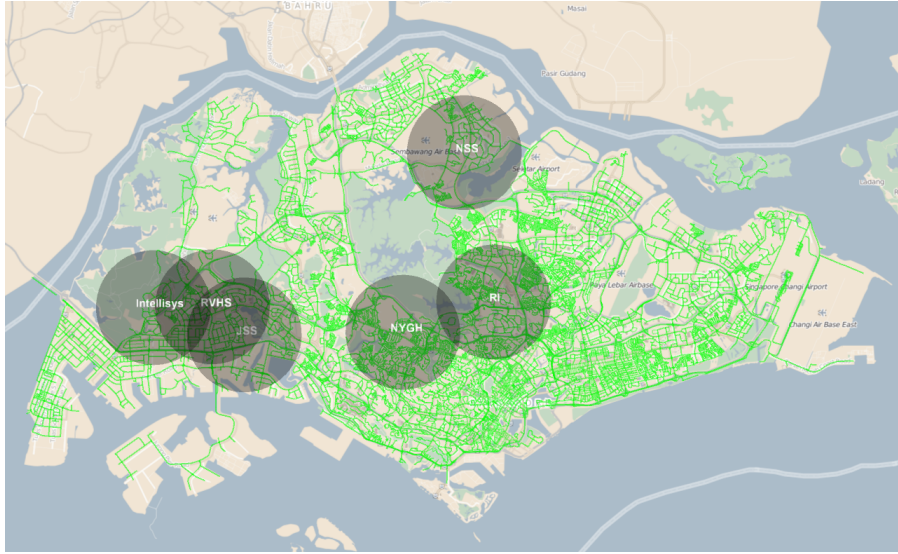 BAHRU
Masai
Pasir Gudang
NSS
Sembawang Air Base
Seletar Airport
Ladang
Intellisys
RVHS
JSS
NYGH
RI
Paya Lebar Airbase
Singapore Changi Airport
Changi Air Base East